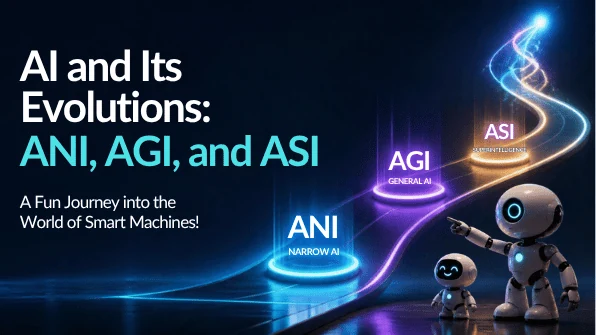 AI and Its
Evolutions:
ANI, AGI, and ASI
A Fun Journey into the
World of Smart Machines!
ANI
NARROW AI
AGI
GENERAL AI
ASI
SUPERINTELLIGENCE